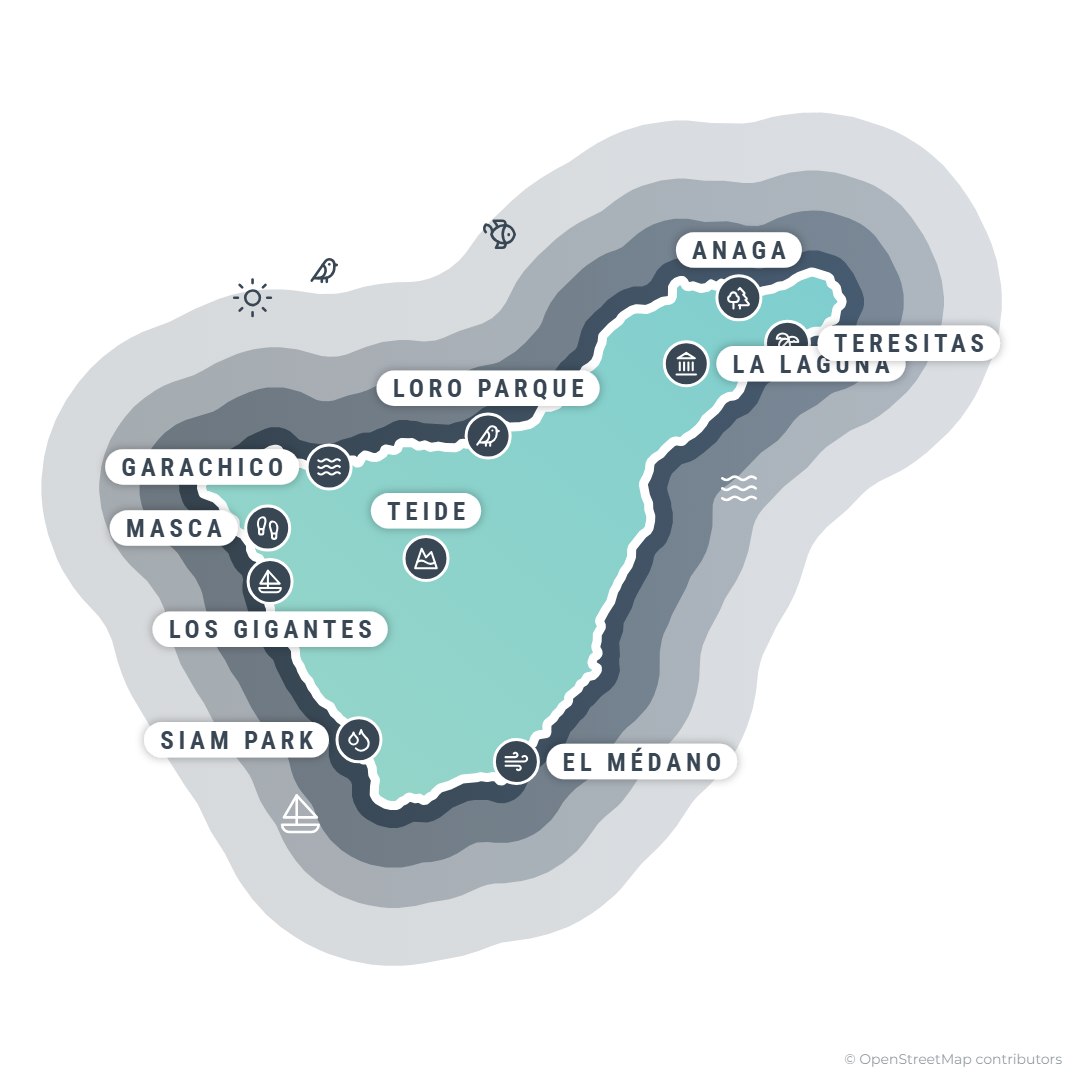 ANAGA
TERESITAS
LA LAGUNA
LORO PARQUE
GARACHICO
TEIDE
MASCA
LOS GIGANTES
SIAM PARK
EL MÉDANO
© OpenStreetMap contributors